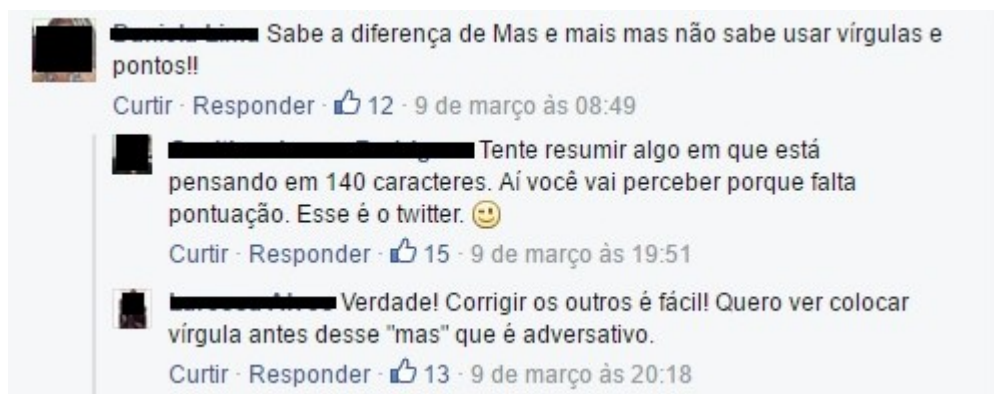 Sabe a diferença de Mas e mais mas não sabe usar vírgulas e
pontos!!
Curtir · Responder · 12 · 9 de março às 08:49
Tente resumir algo em que está
pensando em 140 caracteres. Aí você vai perceber porque falta
pontuação. Esse é o twitter.
Curtir · Responder · 15 · 9 de março às 19:51
Verdade! Corrigir os outros é fácil! Quero ver colocar
vírgula antes desse "mas" que é adversativo.
Curtir · Responder · 13 · 9 de março às 20:18